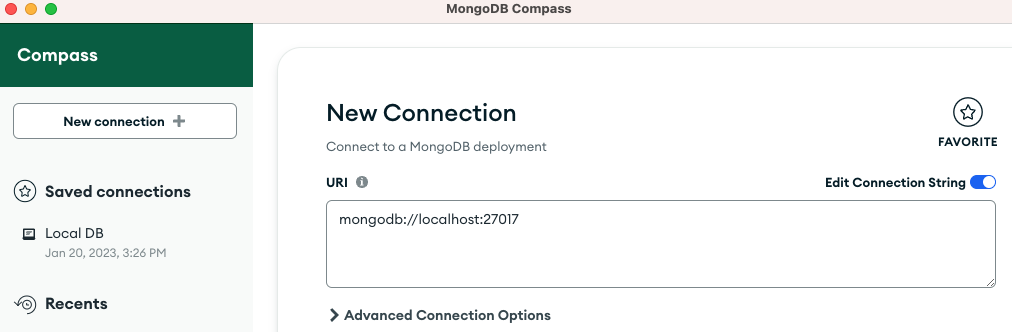 MongoDB Compass
Compass
New connection
Saved connections
Local DB
Jan 20, 2023, 3:26 PM
Recents
New Connection
Connect to a MongoDB deployment
FAVORITE
URI
Edit Connection String
mongodb://localhost:27017
Advanced Connection Options